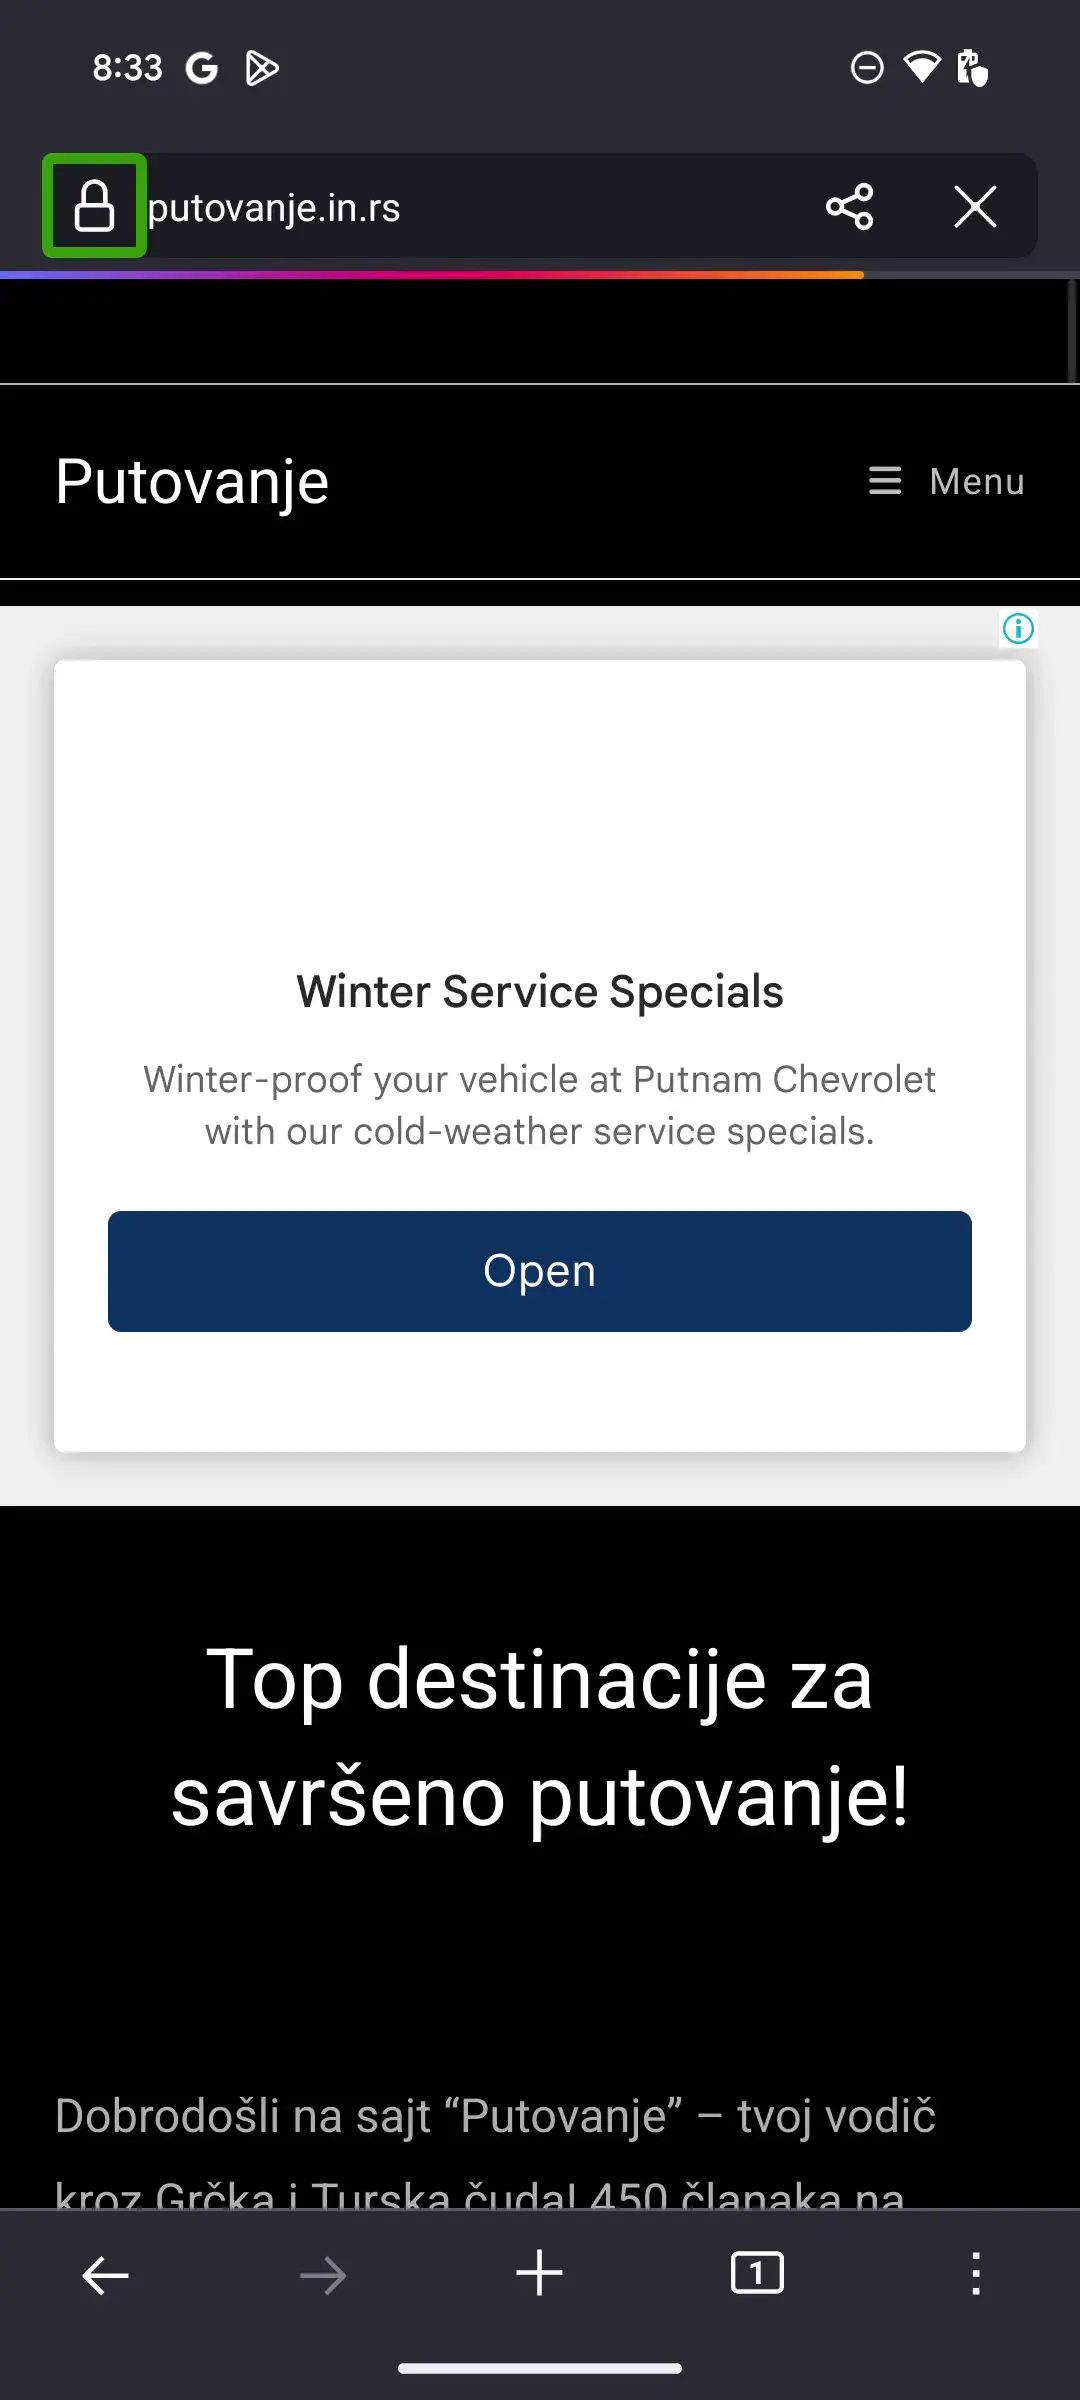 8:33
putovanje.in.rs
Putovanje
Menu
Winter Service Specials
Winter-proof your vehicle at Putnam Chevrolet
with our cold-weather service specials.
Open
Top destinacije za
savršeno putovanje!
Dobrodošli na sajt “Putovanje” – tvoj vodič
kroz Grčka i Turska čuda! 450 članaka na
1